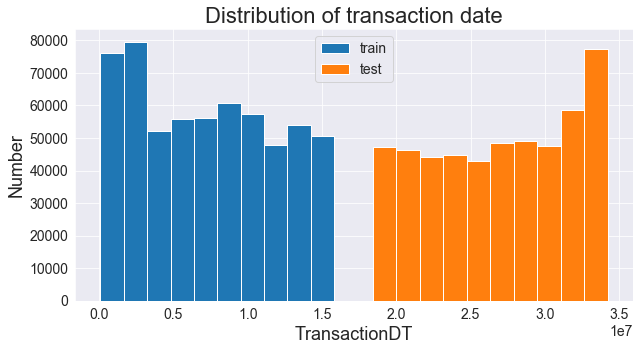 Distribution of transaction date
train
test
Number
80000
70000
60000
50000
40000
30000
20000
10000
0
0.0 0.5 1.0 1.5 2.0 2.5 3.0 3.5
1e7
TransactionDT